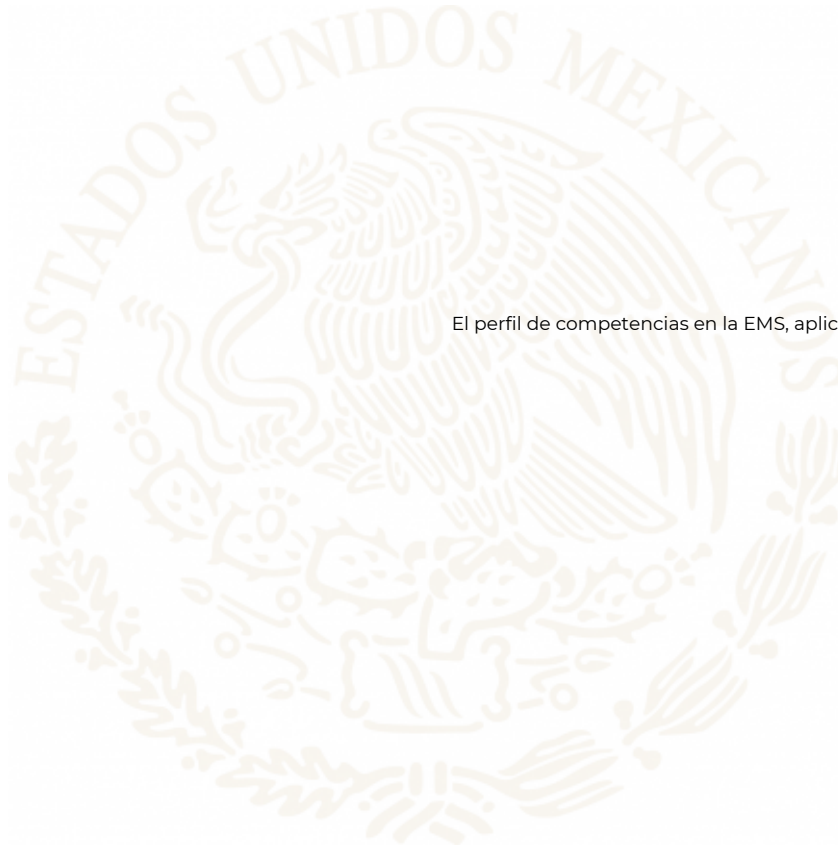 ESTADOS UNIDOS MEXICANOS
El perfil de competencias en la EMS, aplic